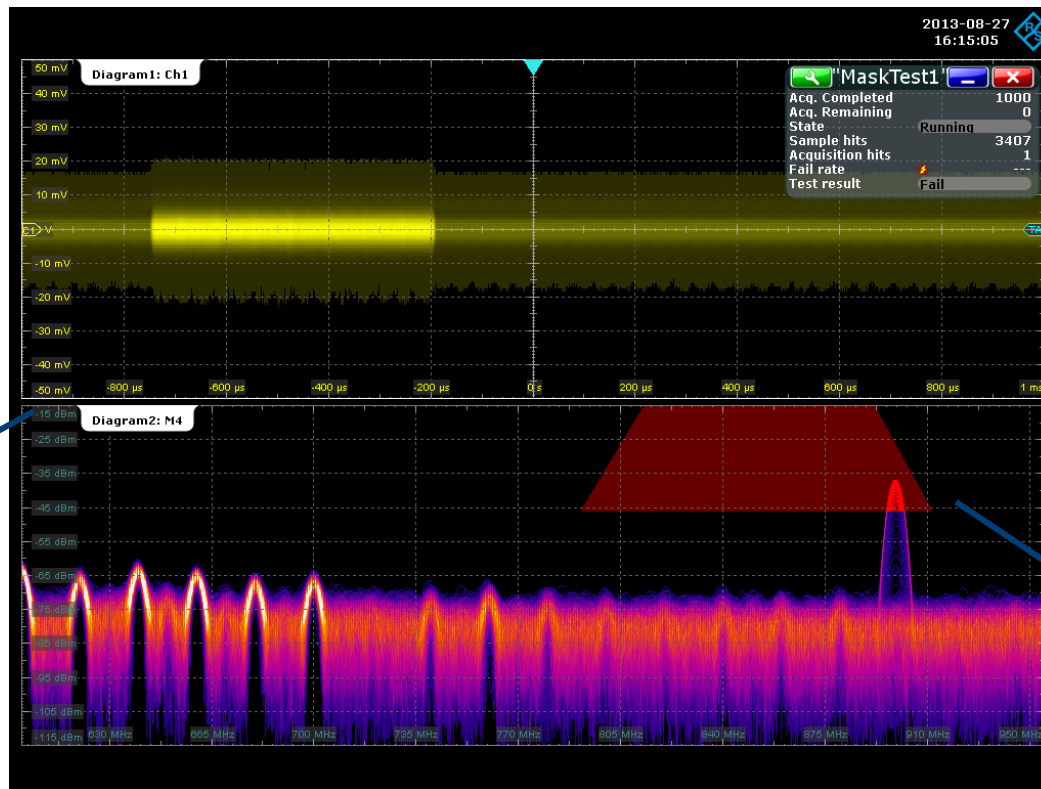 2013-08-27
16:15:05
50 mV
Diagram1: Ch1
40 mV
30 mV
20 mV
10 mV
C1 V
-10 mV
-20 mV
-30 mV
-40 mV
-50 mV
-800 µs
-600 µs
-400 µs
-200 µs
0 s
200 µs
400 µs
600 µs
800 µs
1 ms
TA
"MaskTest1"
Acq. Completed 1000
Acq. Remaining 0
State Running
Sample hits 3407
Acquisition hits 1
Fail rate ---
Test result Fail
-15 dBm
Diagram2: M4
-25 dBm
-35 dBm
-45 dBm
-55 dBm
-65 dBm
-75 dBm
-85 dBm
-95 dBm
-105 dBm
-115 dBm
630 MHz
665 MHz
700 MHz
735 MHz
770 MHz
805 MHz
840 MHz
875 MHz
910 MHz
950 MHz